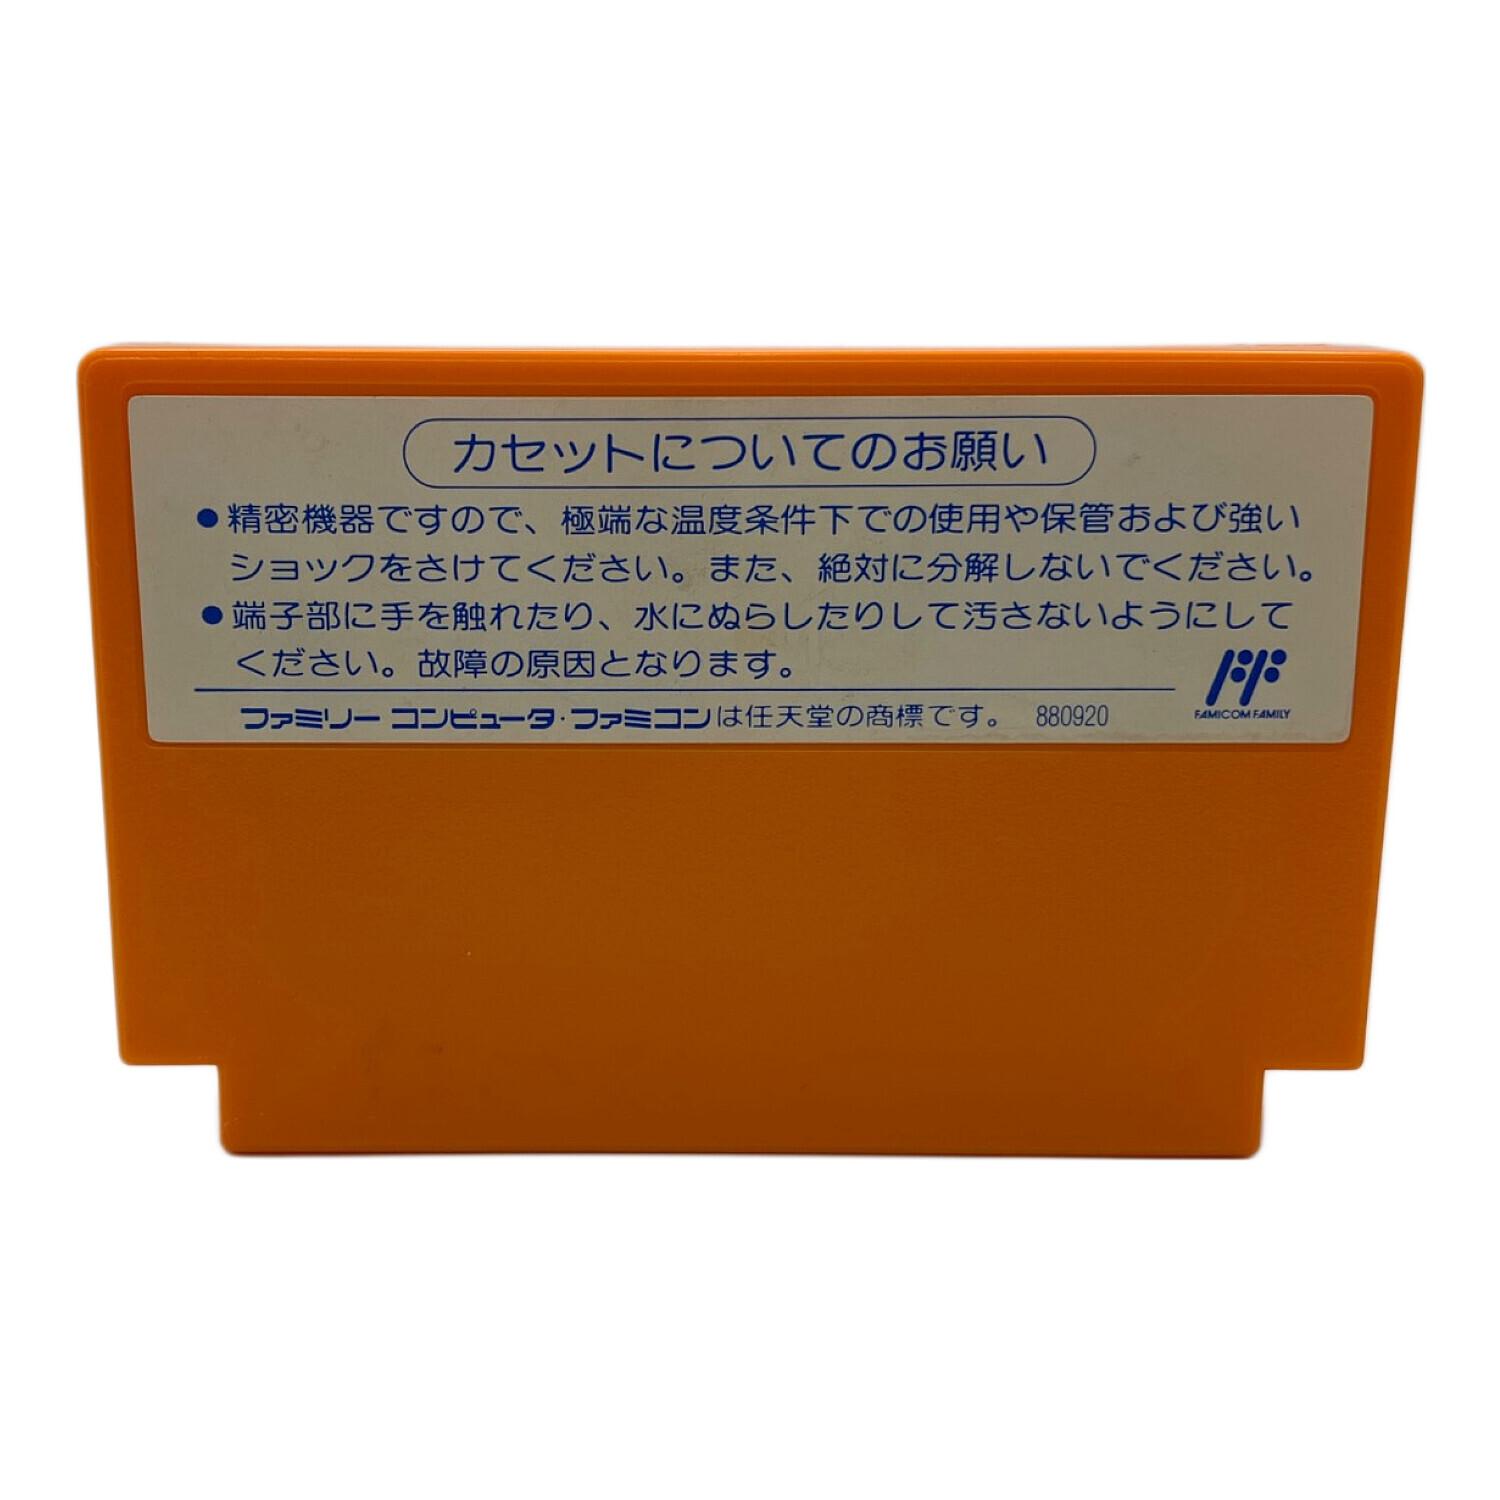 カセットについてのお願い
●精密機器ですので、極端な温度条件下での使用や保管および強い
ショックをさけてください。また、絶対に分解しないでください。
●端子部に手を触れたり、水にぬらしたりして汚さないようにして
ください。故障の原因となります。
ファミリー コンピュータ・ファミコンは任天堂の商標です。 880920
FF
FAMICOM FAMILY